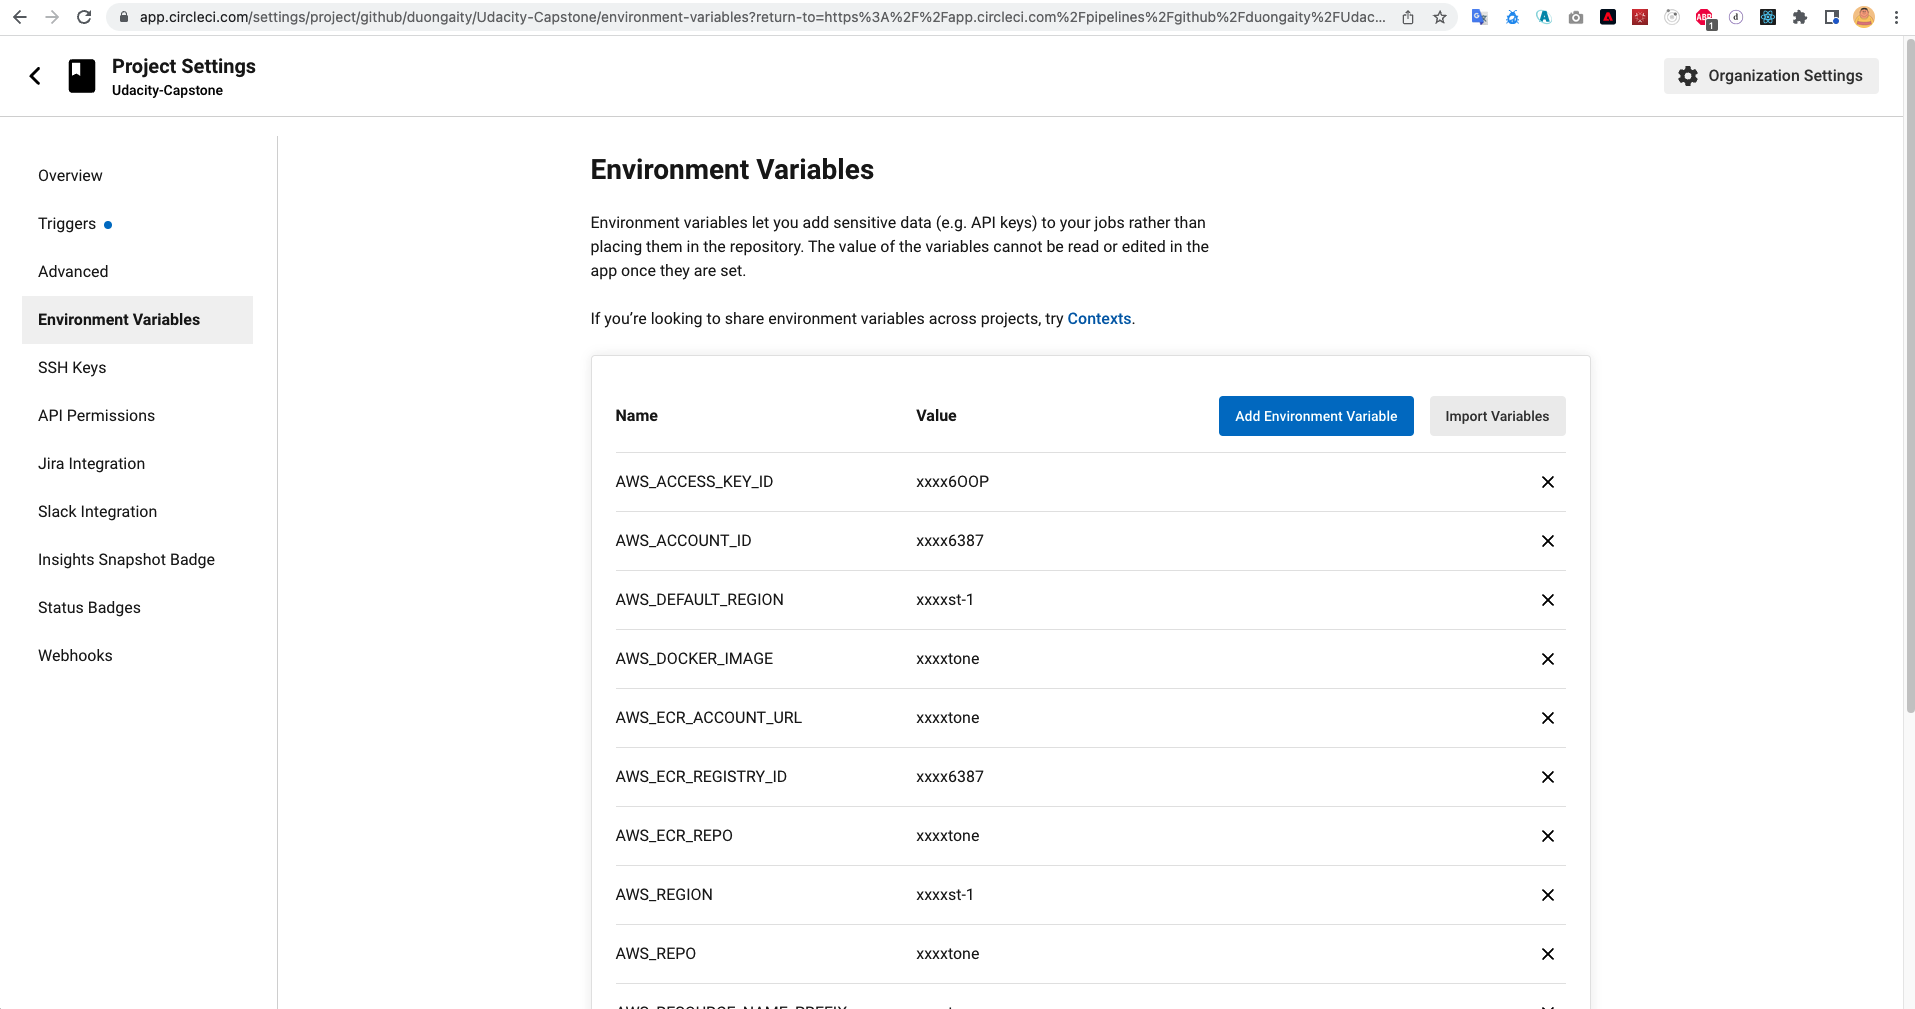 app.circleci.com/settings/project/github/duongaity/Udacity-Capstone/environment-variables?return-to=https%3A%2F%2Fapp.circleci.com%2Fpipelines%2Fgithub%2Fduongaity%2FUdac...
ABP
1
Project Settings
Udacity-Capstone
Organization Settings
Overview
Triggers
Advanced
Environment Variables
SSH Keys
API Permissions
Jira Integration
Slack Integration
Insights Snapshot Badge
Status Badges
Webhooks
Environment Variables
Environment variables let you add sensitive data (e.g. API keys) to your jobs rather than
placing them in the repository. The value of the variables cannot be read or edited in the
app once they are set.
If you’re looking to share environment variables across projects, try Contexts.
Name Value Add Environment Variable Import Variables
AWS_ACCESS_KEY_ID xxxx6OOP
AWS_ACCOUNT_ID xxxx6387
AWS_DEFAULT_REGION xxxxst-1
AWS_DOCKER_IMAGE xxxxtone
AWS_ECR_ACCOUNT_URL xxxxtone
AWS_ECR_REGISTRY_ID xxxx6387
AWS_ECR_REPO xxxxtone
AWS_REGION xxxxst-1
AWS_REPO xxxxtone
AWS_RESOURCE_NAME_PREFIX